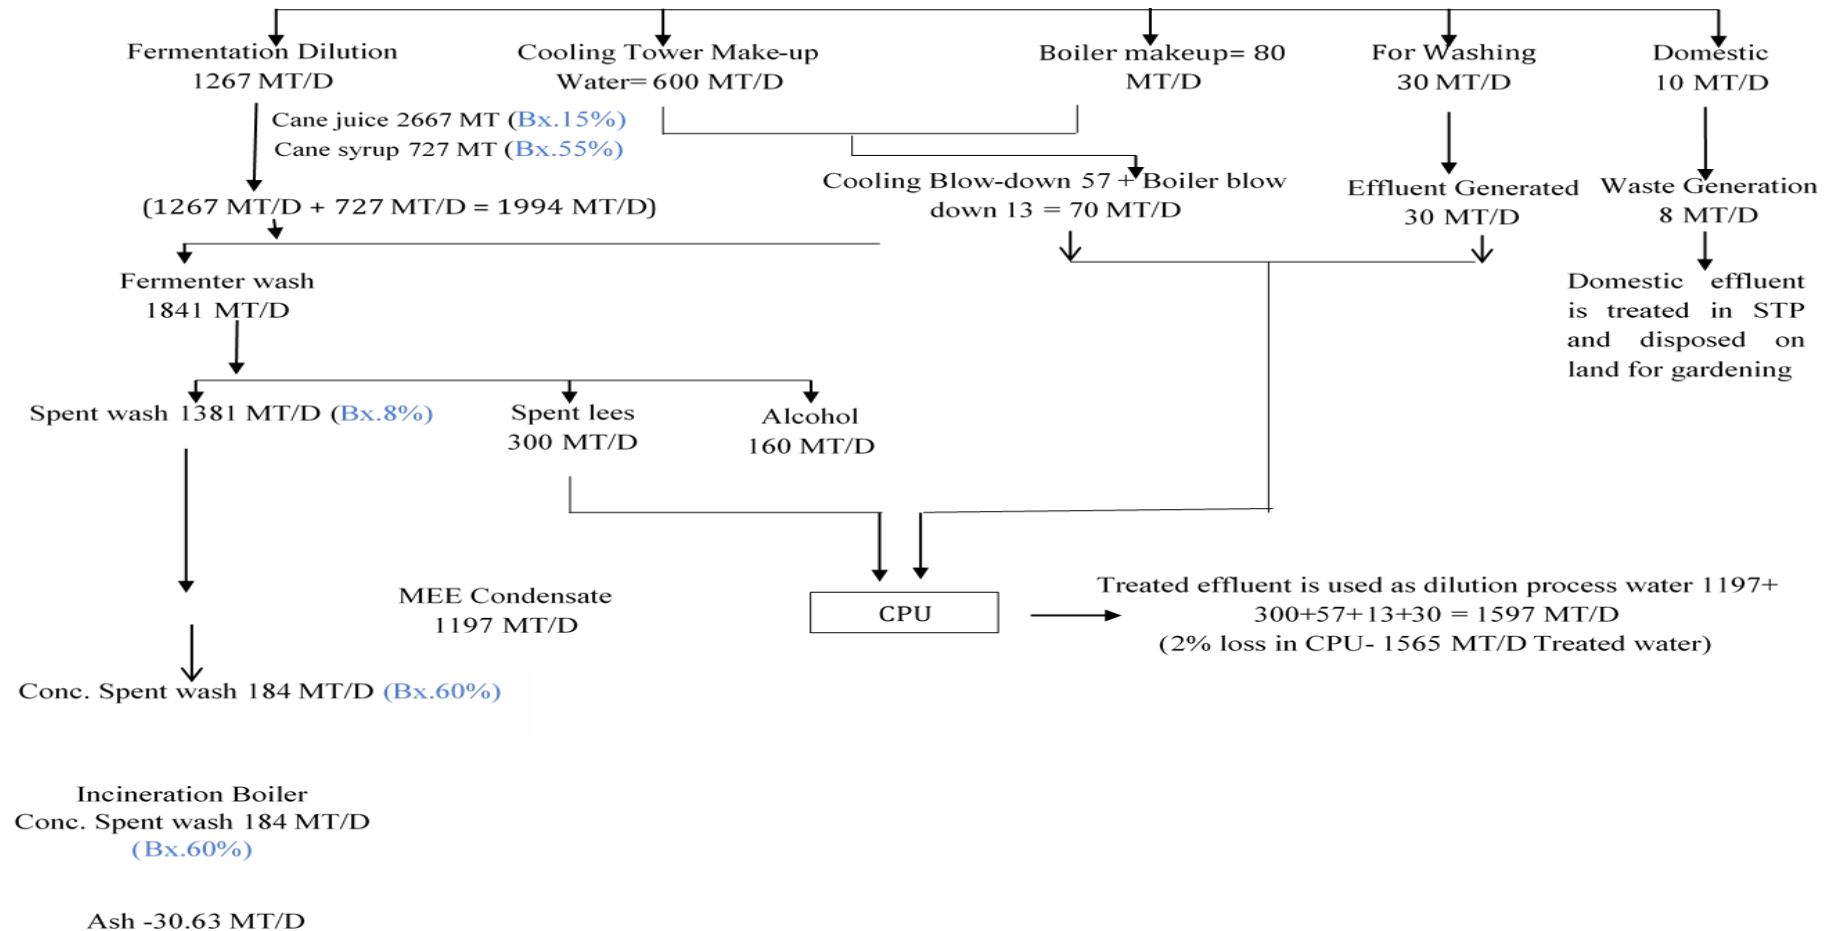 Fermentation Dilution
1267 MT/D
Cooling Tower Make-up
Water= 600 MT/D
Boiler makeup= 80
MT/D
For Washing
30 MT/D
Domestic
10 MT/D
Cane juice 2667 MT (Bx.15%)
Cane syrup 727 MT (Bx.55%)
(1267 MT/D + 727 MT/D = 1994 MT/D)
Cooling Blow-down 57 + Boiler blow
down 13 = 70 MT/D
Effluent Generated
30 MT/D
Waste Generation
8 MT/D
Fermenter wash
1841 MT/D
Domestic effluent
is treated in STP
and disposed on
land for gardening
Spent wash 1381 MT/D (Bx.8%)
Spent lees
300 MT/D
Alcohol
160 MT/D
MEE Condensate
1197 MT/D
CPU
Treated effluent is used as dilution process water 1197+
300+57+13+30 = 1597 MT/D
(2% loss in CPU- 1565 MT/D Treated water)
Conc. Spent wash 184 MT/D (Bx.60%)
Incineration Boiler
Conc. Spent wash 184 MT/D
(Bx.60%)
Ash -30.63 MT/D